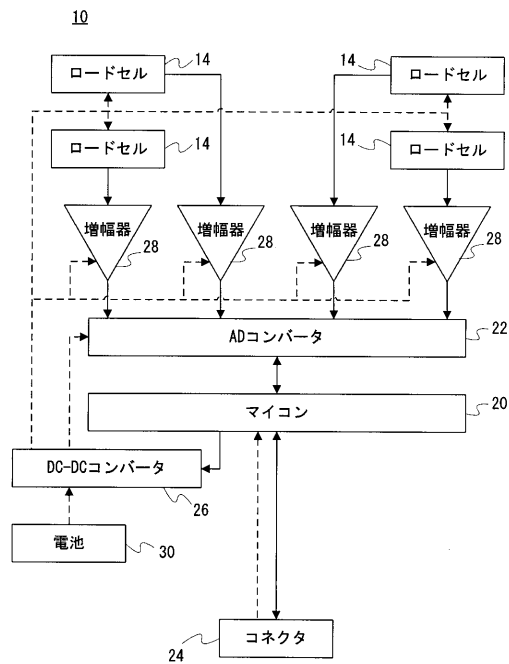 10
14
ロードセル
14
ロードセル
ロードセル
14
ロードセル
14
増幅器
28
増幅器
28
増幅器
28
増幅器
28
ADコンバータ
22
マイコン
20
DC-DCコンバータ
26
電池
30
コネクタ
24